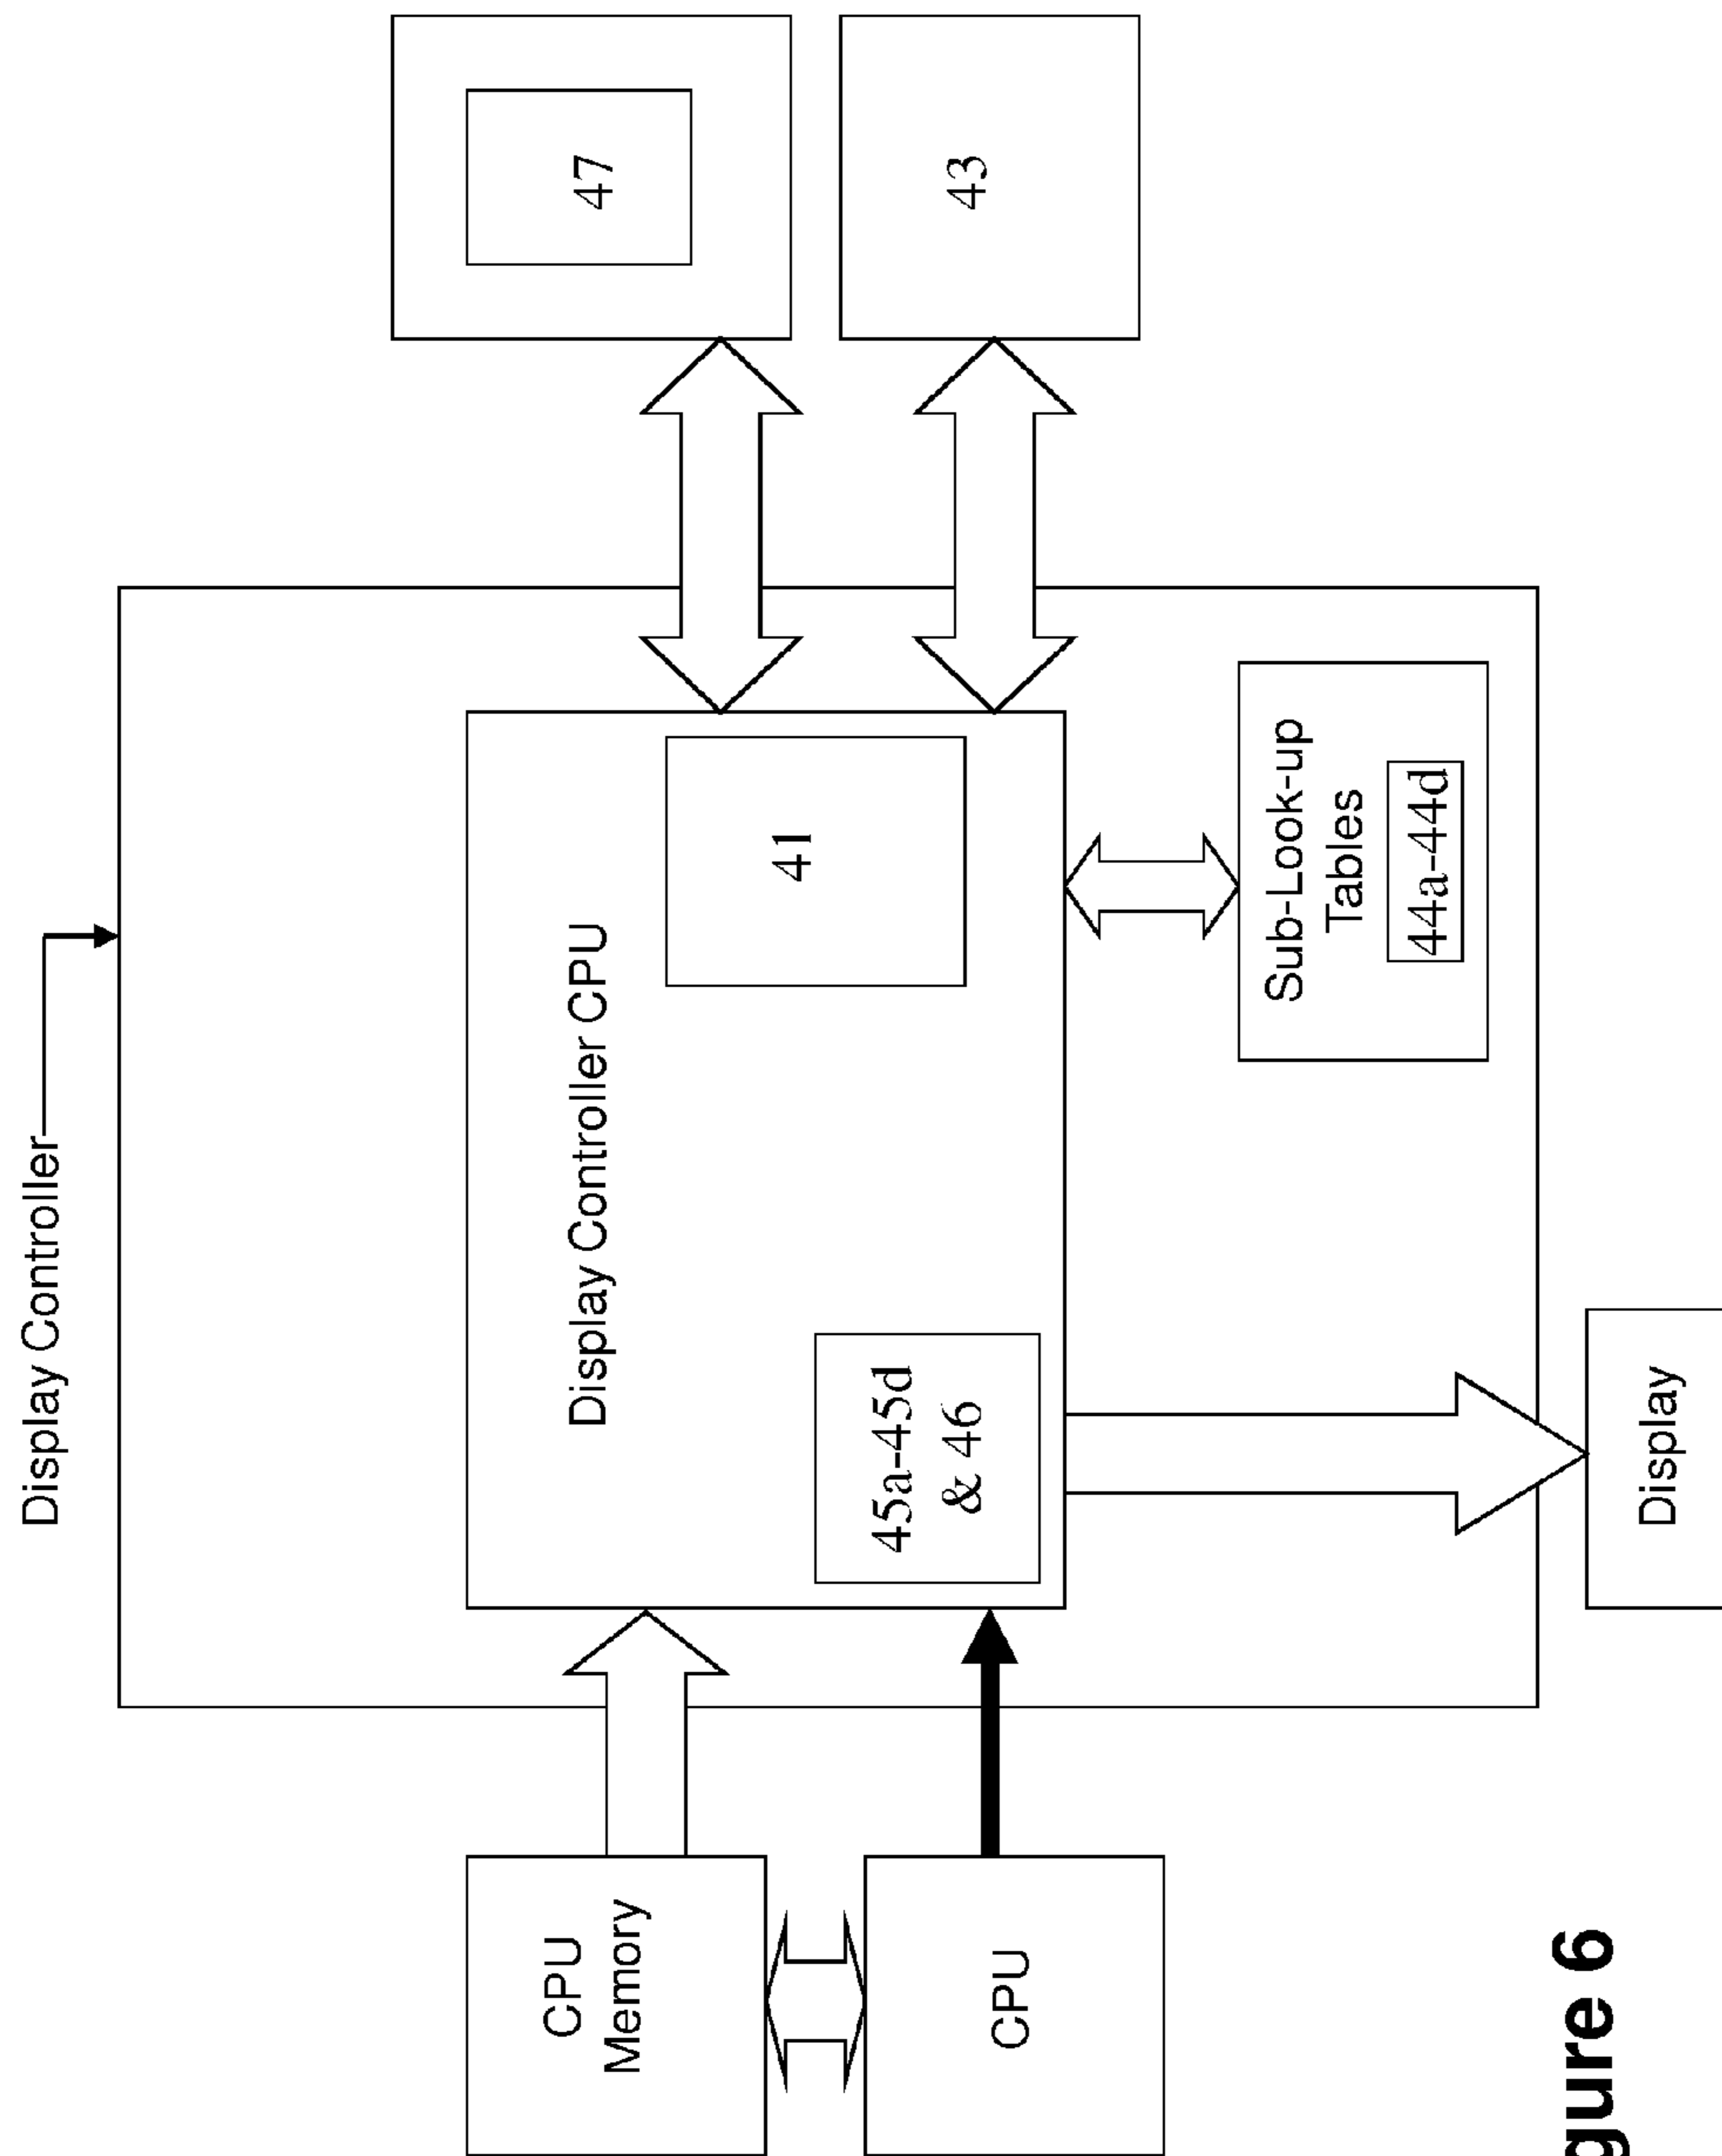 Display Controller
CPU
Memory
CPU
Display Controller CPU
45a-45d
& 46
41
47
43
Sub-Look-up
Tables
44a-44d
Display
gure 6